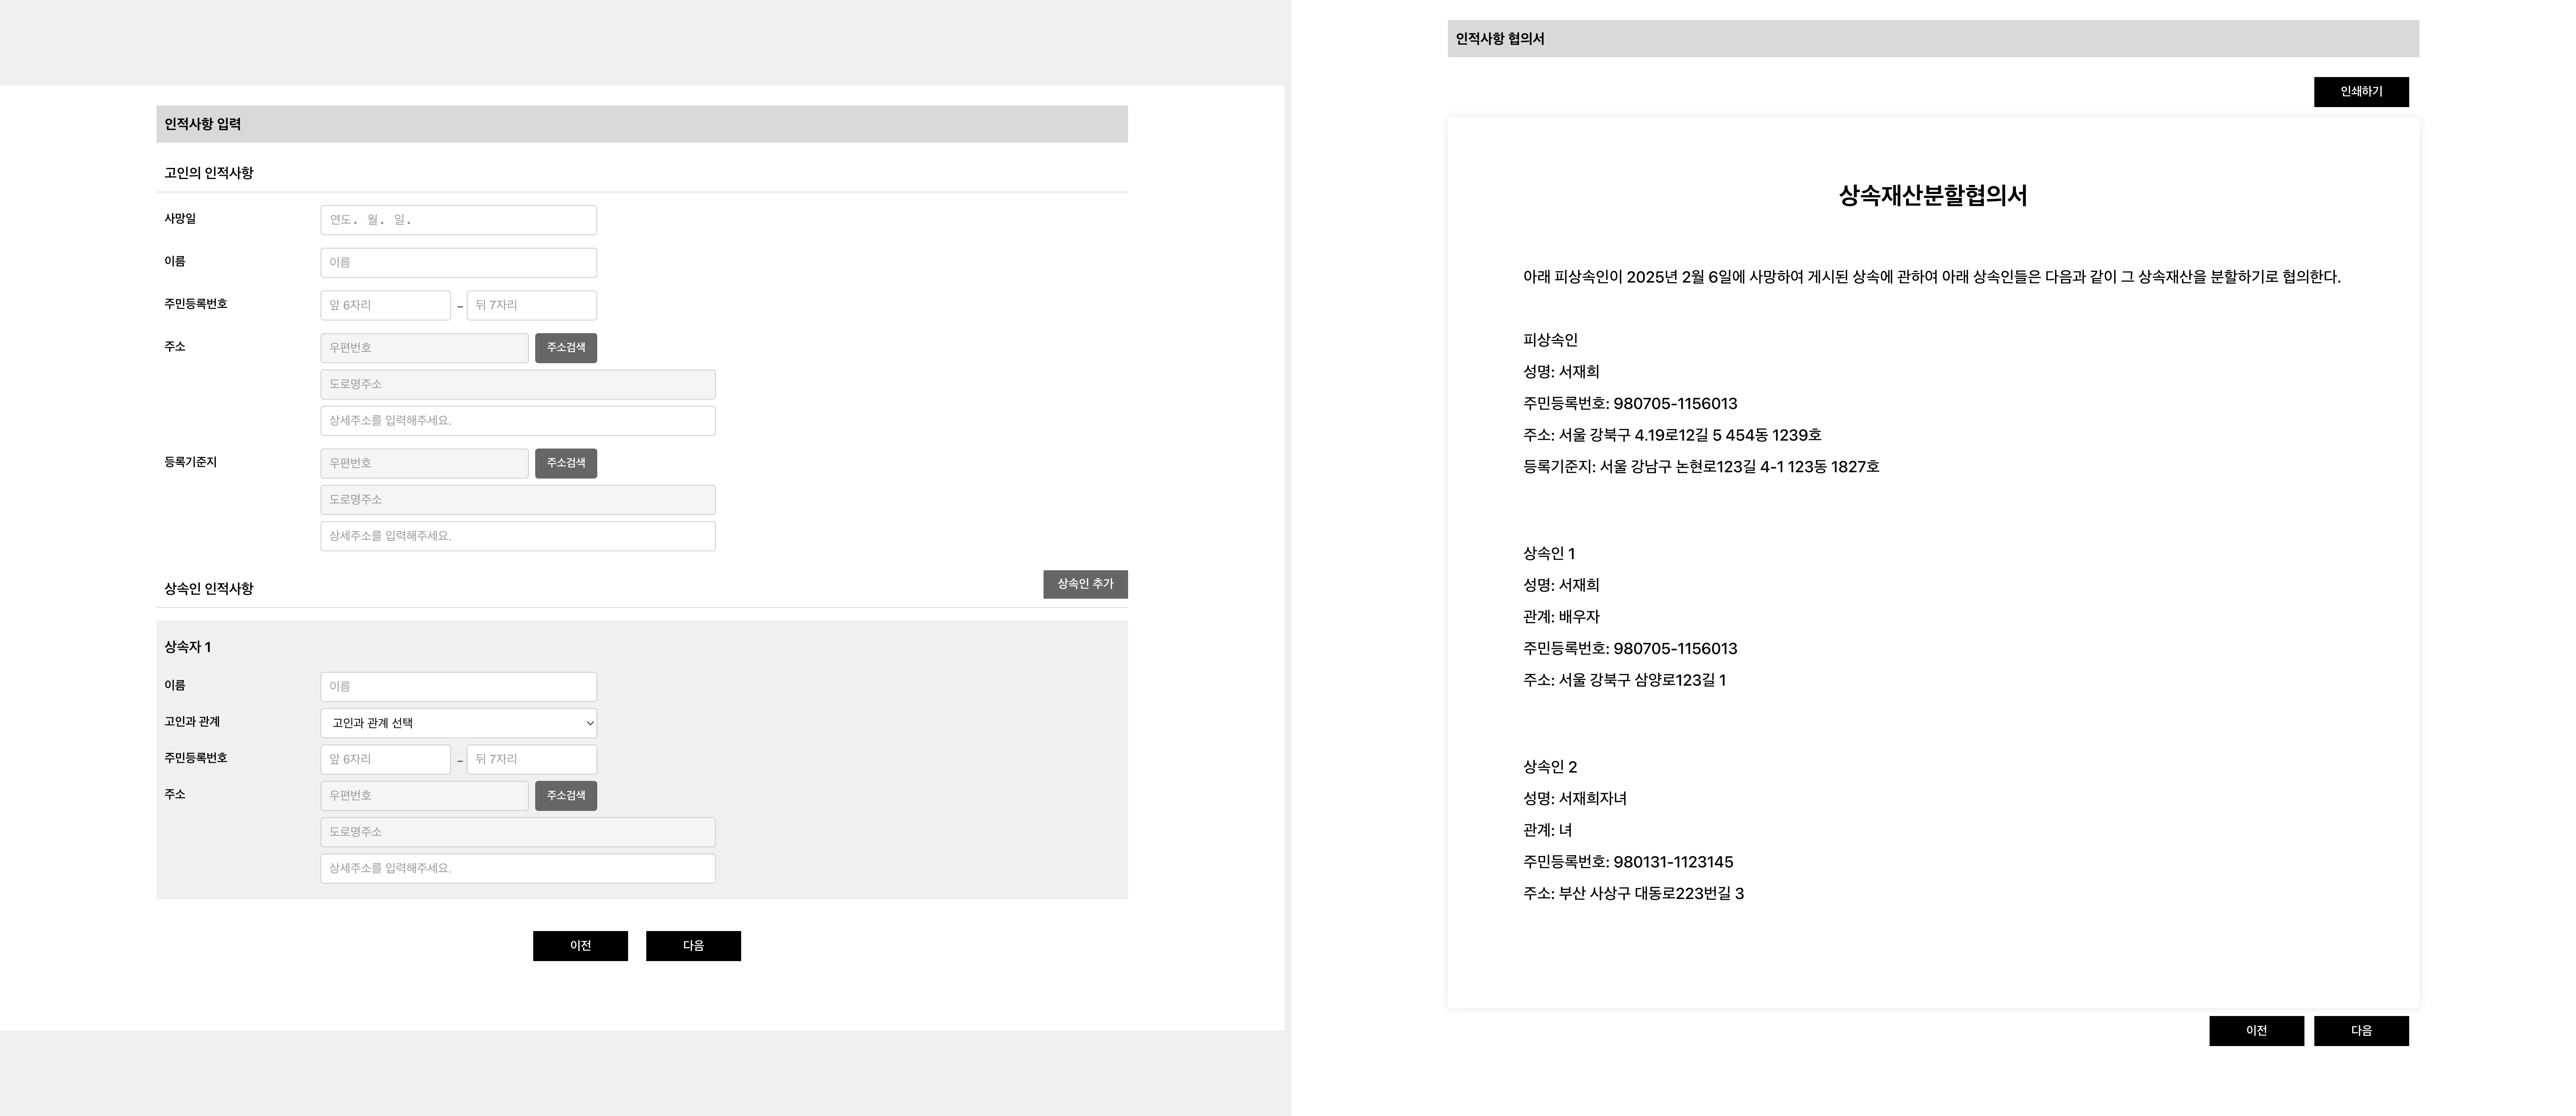 인적사항 입력
고인의 인적사항
사망일
연도. 월. 일.
이름
이름
주민등록번호
앞 6자리 - 뒤 7자리
주소
우편번호 주소검색
도로명주소
상세주소를 입력해주세요.
등록기준지
우편번호 주소검색
도로명주소
상세주소를 입력해주세요.
상속인 인적사항
상속인 추가
상속자 1
이름
이름
고인과 관계
고인과 관계 선택
주민등록번호
앞 6자리 - 뒤 7자리
주소
우편번호 주소검색
도로명주소
상세주소를 입력해주세요.
이전 다음
인적사항 협의서
인쇄하기
상속재산분할협의서
아래 피상속인이 2025년 2월 6일에 사망하여 게시된 상속에 관하여 아래 상속인들은 다음과 같이 그 상속재산을 분할하기로 협의한다.
피상속인
성명: 서재희
주민등록번호: 980705-1156013
주소: 서울 강북구 4.19로12길 5 454동 1239호
등록기준지: 서울 강남구 논현로123길 4-1 123동 1827호
상속인 1
성명: 서재희
관계: 배우자
주민등록번호: 980705-1156013
주소: 서울 강북구 삼양로123길 1
상속인 2
성명: 서재희자녀
관계: 녀
주민등록번호: 980131-1123145
주소: 부산 사상구 대동로223번길 3
이전 다음